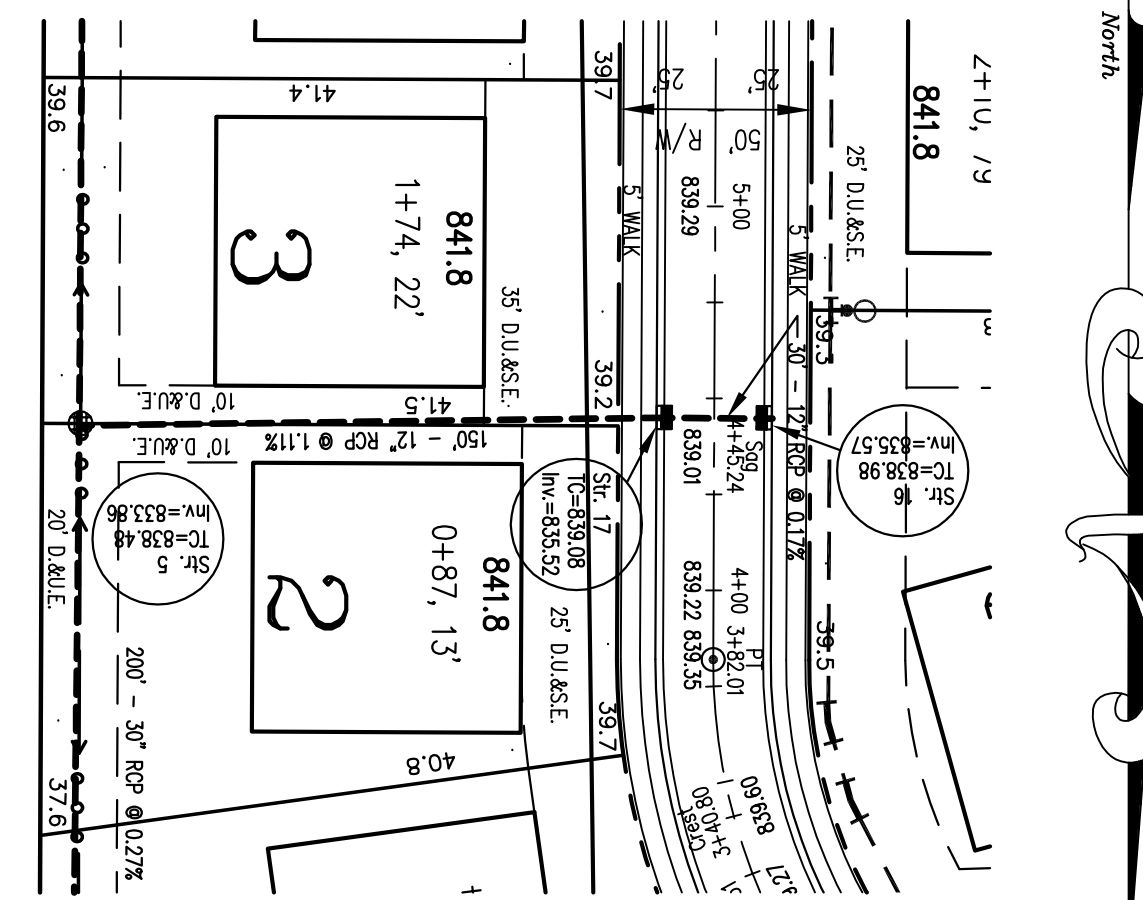 North
39.6
41.4
39.7
25'
25'
R/W
50'
841.8
2+10, 79
25' D.U.&S.E.
5' WALK
839.29
5+00
5' WALK
841.8
1+74, 22'
3
35' D.U.&S.E.
39.2
39.3
10' D.&U.E.
41.5
10' D.&U.E.
150' - 12" RCP @ 1.11%
30' - 12" RCP @ 0.17%
839.01
Sag
4+45.24
Str. 16
TC=838.98
Inv=835.57
Str. 17
TC=839.08
Inv.=835.52
Str. 5
TC=838.48
Inv=833.86
20' D.&U.E.
841.8
0+87, 13'
2
25' D.U.&S.E.
839.22
4+00
839.35
PT
3+82.01
39.5
39.7
40.8
37.6
200' - 30" RCP @ 0.27%
Crest
3+40.80
839.60